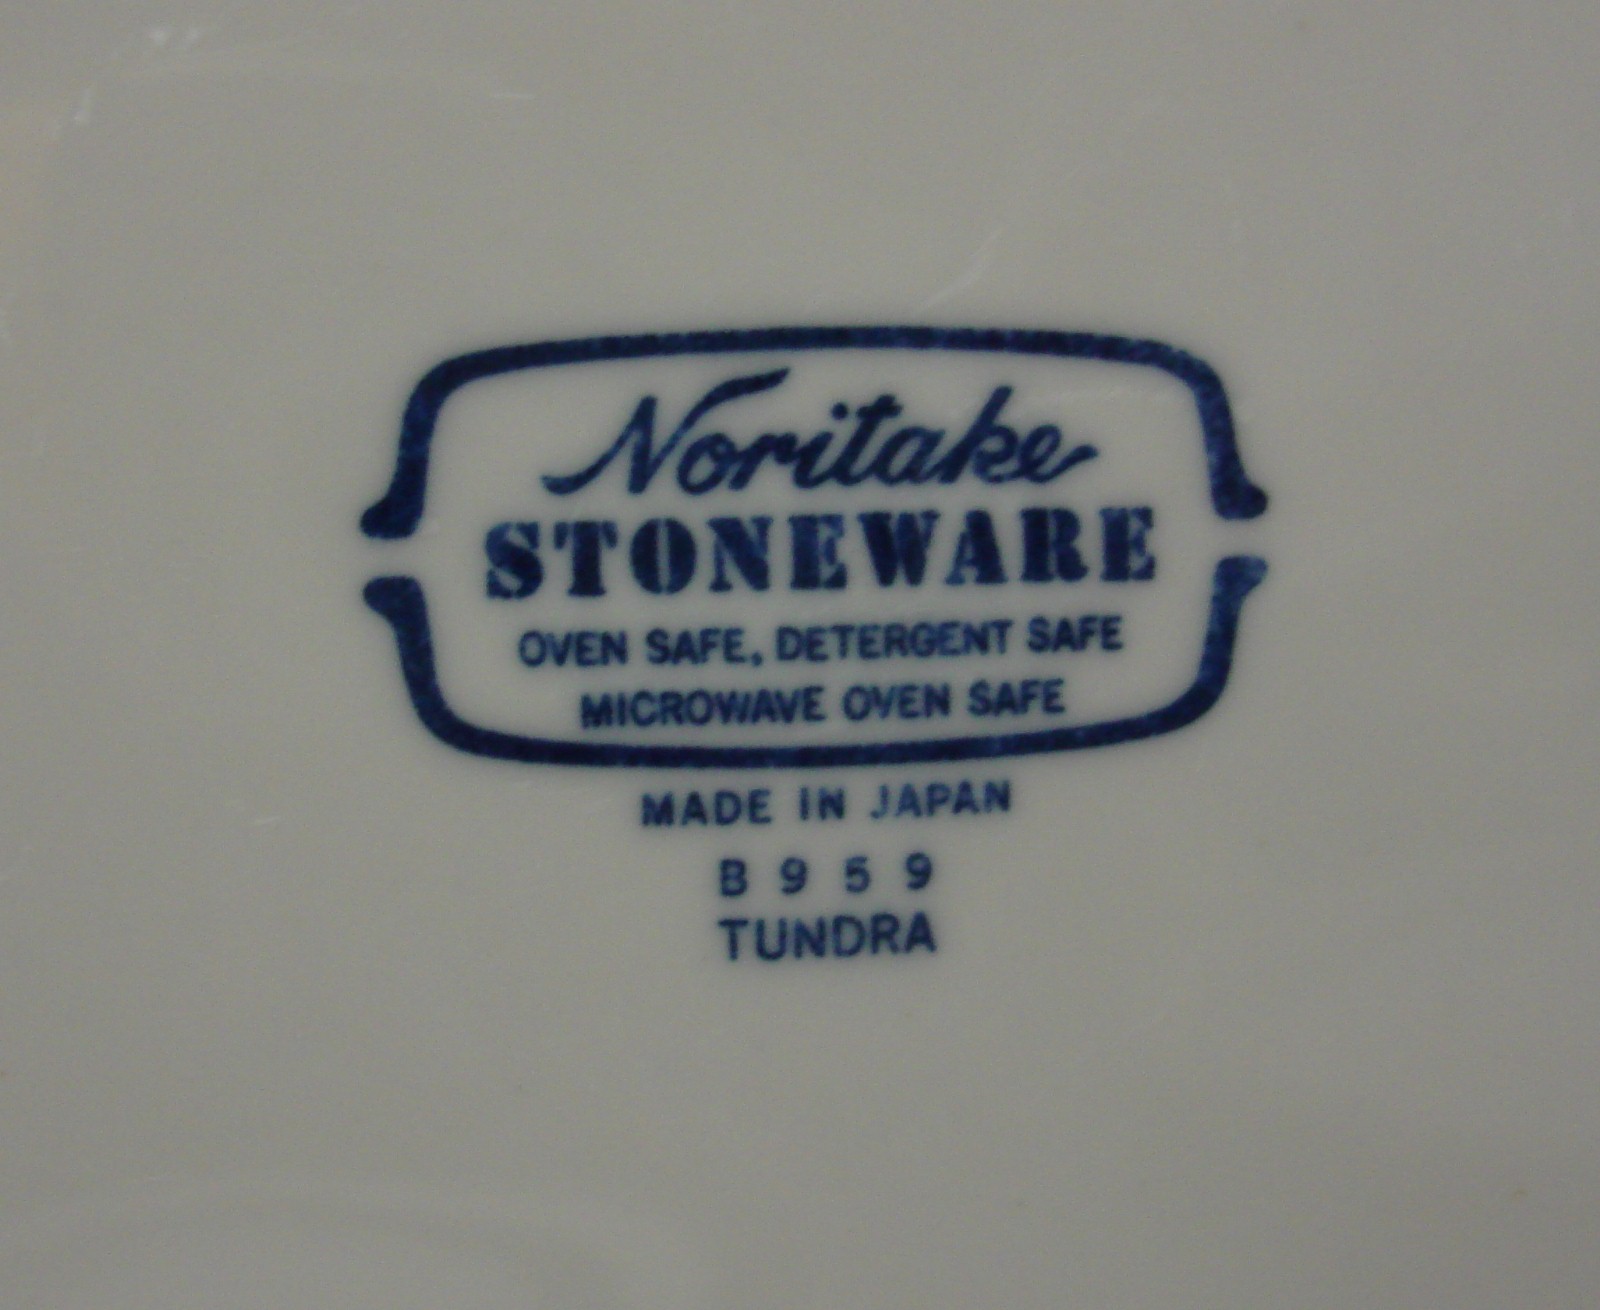 Noritake
STONEWARE
OVEN SAFE, DETERGENT SAFE
MICROWAVE OVEN SAFE
MADE IN JAPAN
B 9 5 9
TUNDRA